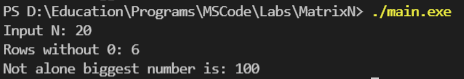 PS D:\Education\Programs\MSCode\Labs\MatrixN> ./main.exe
Input N: 20
Rows without 0: 6
Not alone biggest number is: 100